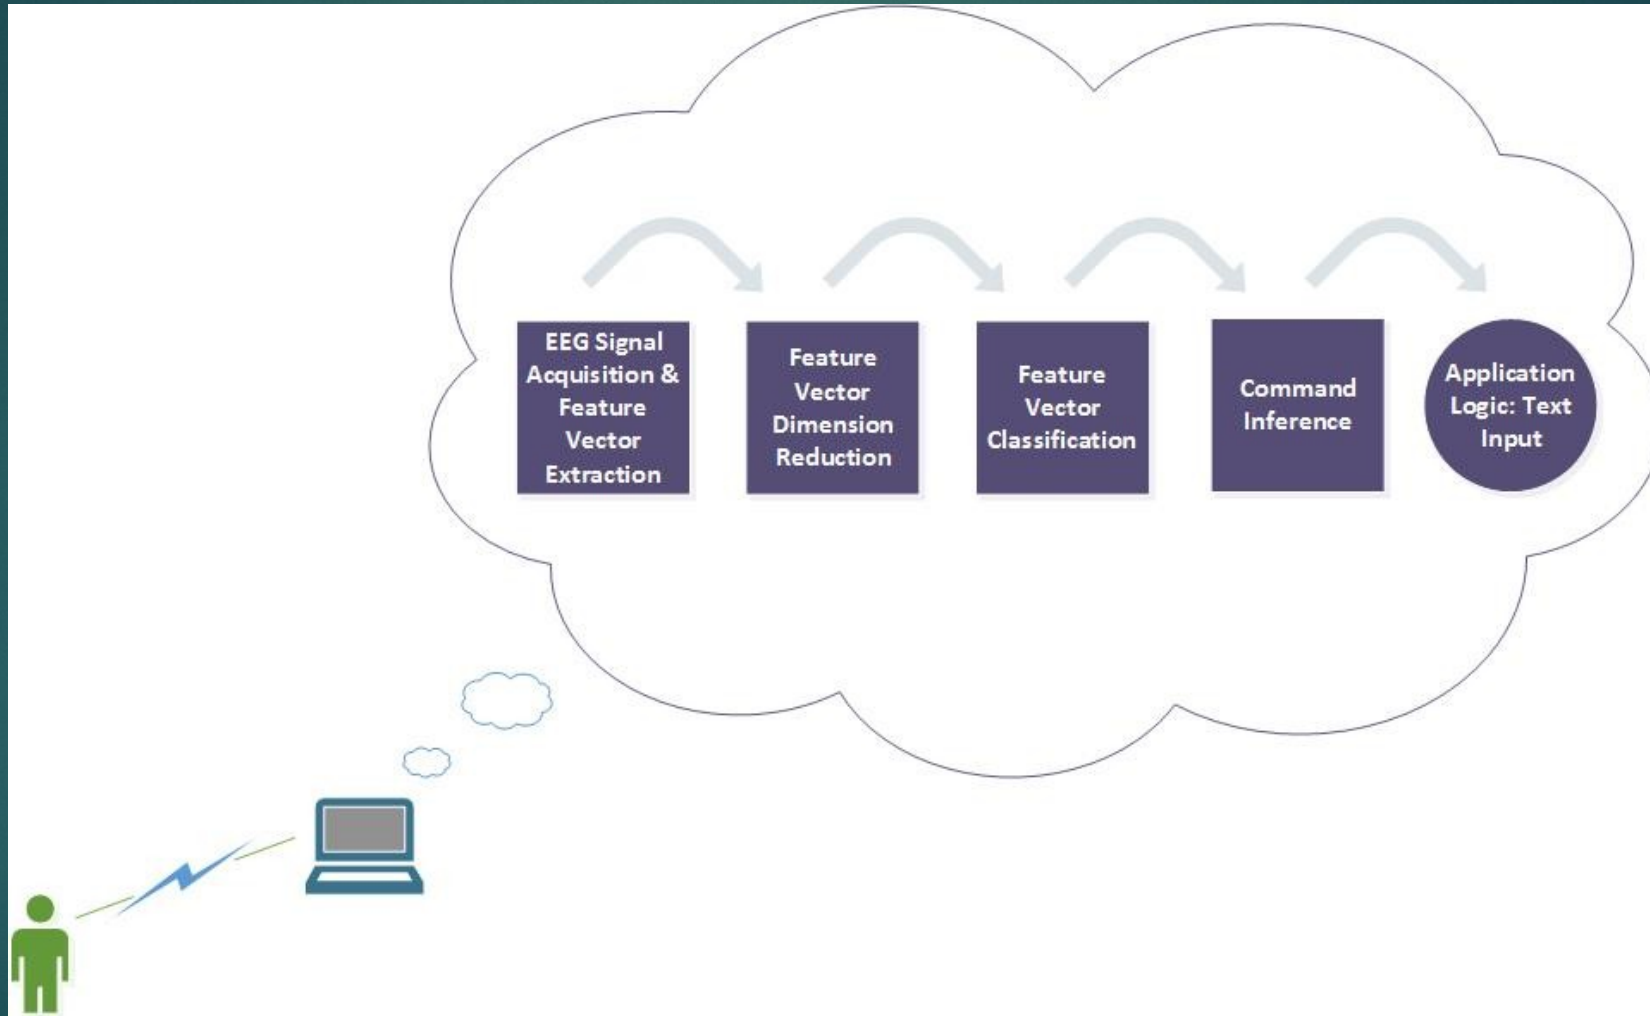 EEG Signal
Acquisition &
Feature
Vector
Extraction
Feature
Vector
Dimension
Reduction
Feature
Vector
Classification
Command
Inference
Application
Logic: Text
Input